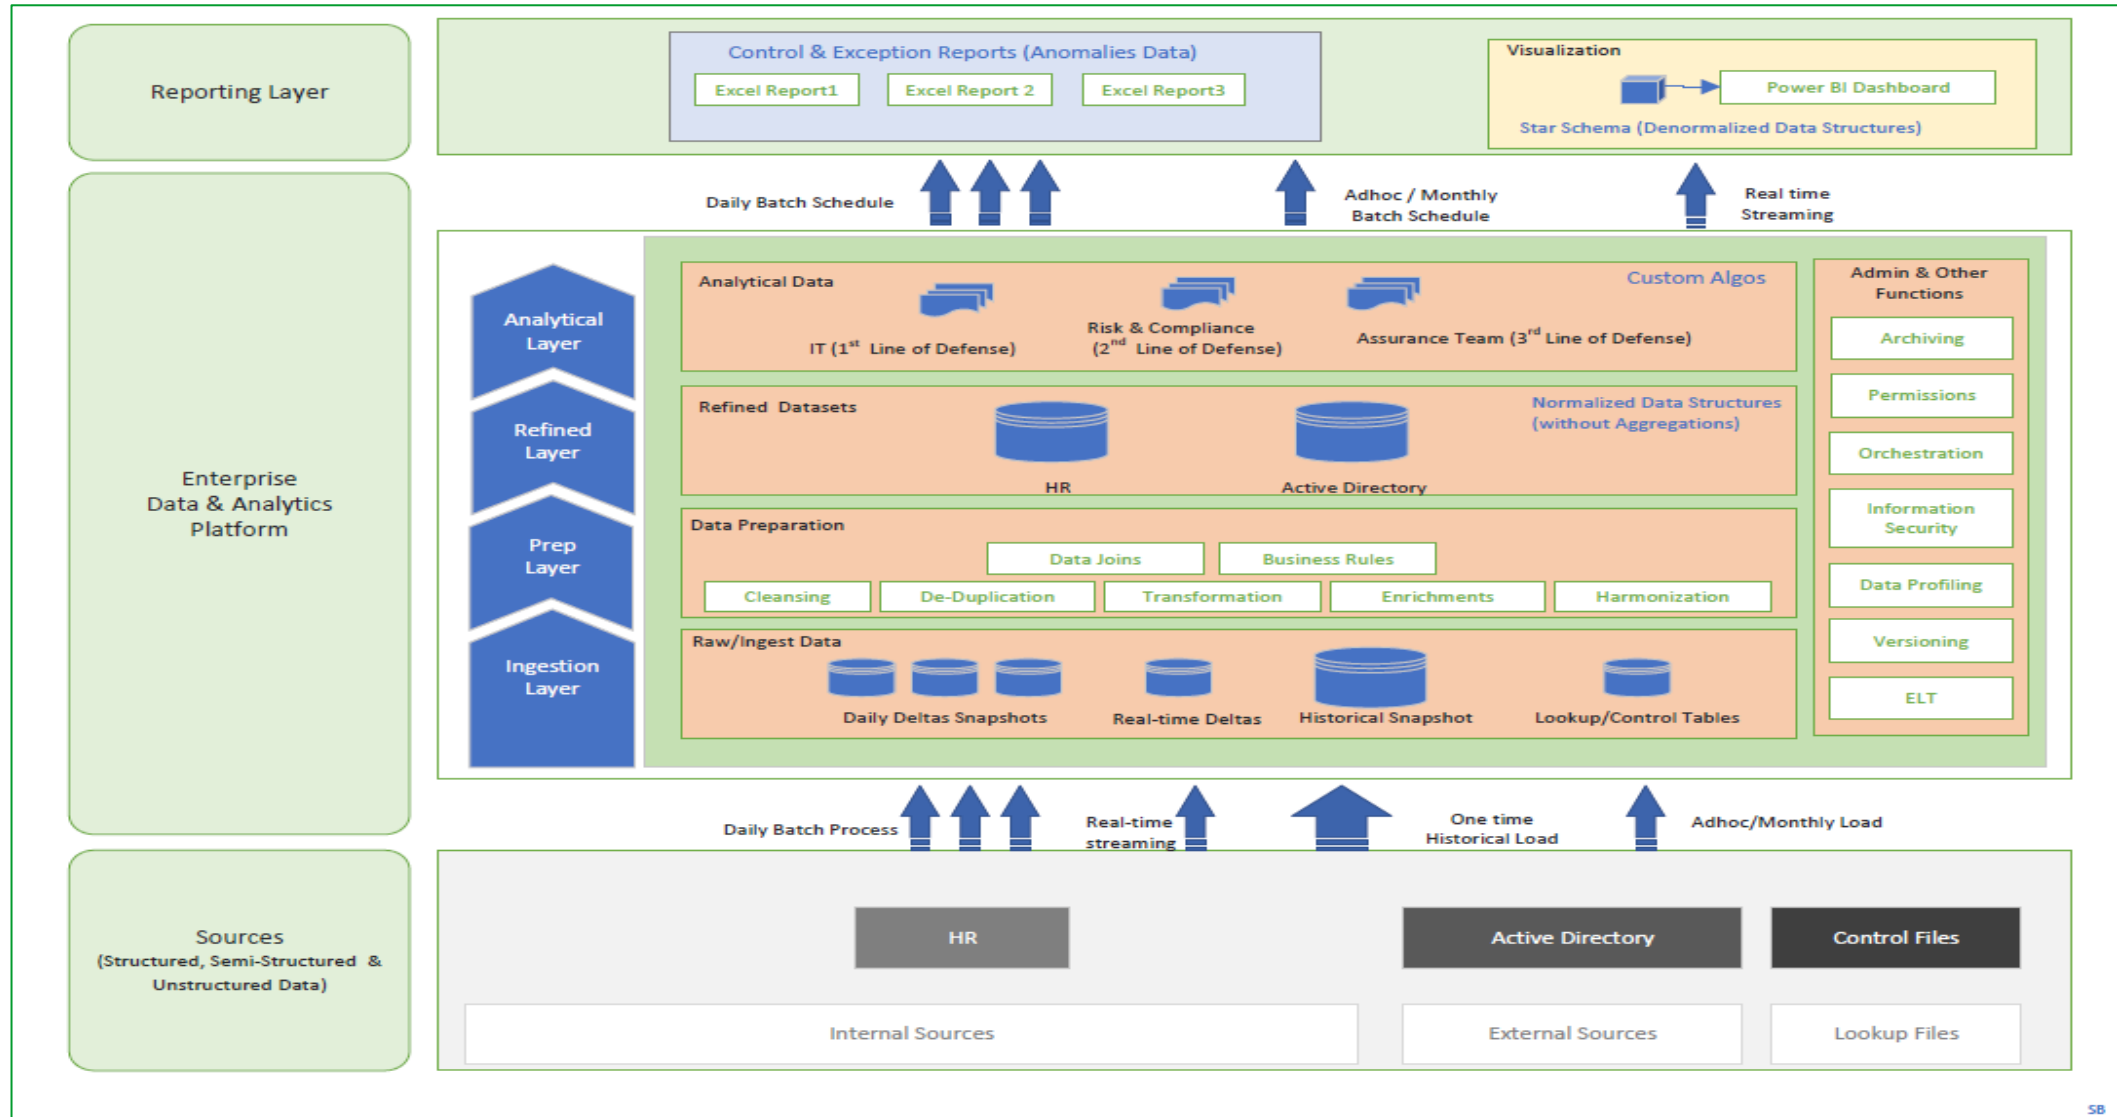 Reporting Layer
Control & Exception Reports (Anomalies Data)
Excel Report1
Excel Report 2
Excel Report3
Visualization
Power BI Dashboard
Star Schema (Denormalized Data Structures)
Daily Batch Schedule
Adhoc / Monthly
Batch Schedule
Real time
Streaming
Enterprise
Data & Analytics
Platform
Analytical
Layer
Refined
Layer
Prep
Layer
Ingestion
Layer
Analytical Data
Custom Algos
IT (1st Line of Defense)
Risk & Compliance
(2nd Line of Defense)
Assurance Team (3rd Line of Defense)
Refined Datasets
Normalized Data Structures
(without Aggregations)
HR
Active Directory
Data Preparation
Data Joins
Business Rules
Cleansing
De-Duplication
Transformation
Enrichments
Harmonization
Raw/Ingest Data
Daily Deltas Snapshots
Real-time Deltas
Historical Snapshot
Lookup/Control Tables
Admin & Other
Functions
Archiving
Permissions
Orchestration
Information
Security
Data Profiling
Versioning
ELT
Daily Batch Process
Real-time
streaming
One time
Historical Load
Adhoc/Monthly Load
Sources
(Structured, Semi-Structured &
Unstructured Data)
HR
Active Directory
Control Files
Internal Sources
External Sources
Lookup Files
SB